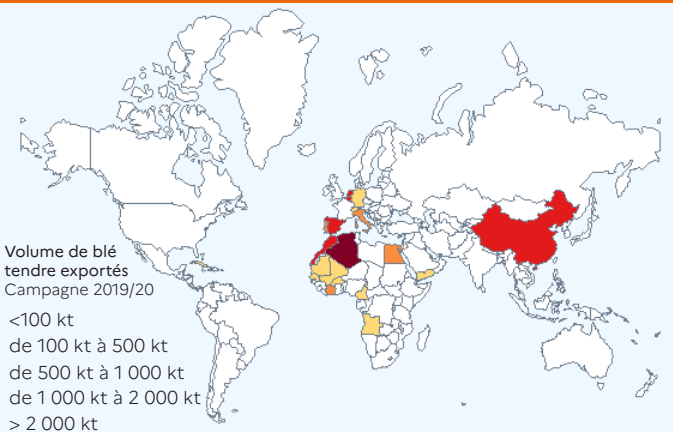 Volume de blé
tendre exportés
Campagne 2019/20
<100 kt
de 100 kt à 500 kt
de 500 kt à 1 000 kt
de 1 000 kt à 2 000 kt
> 2 000 kt